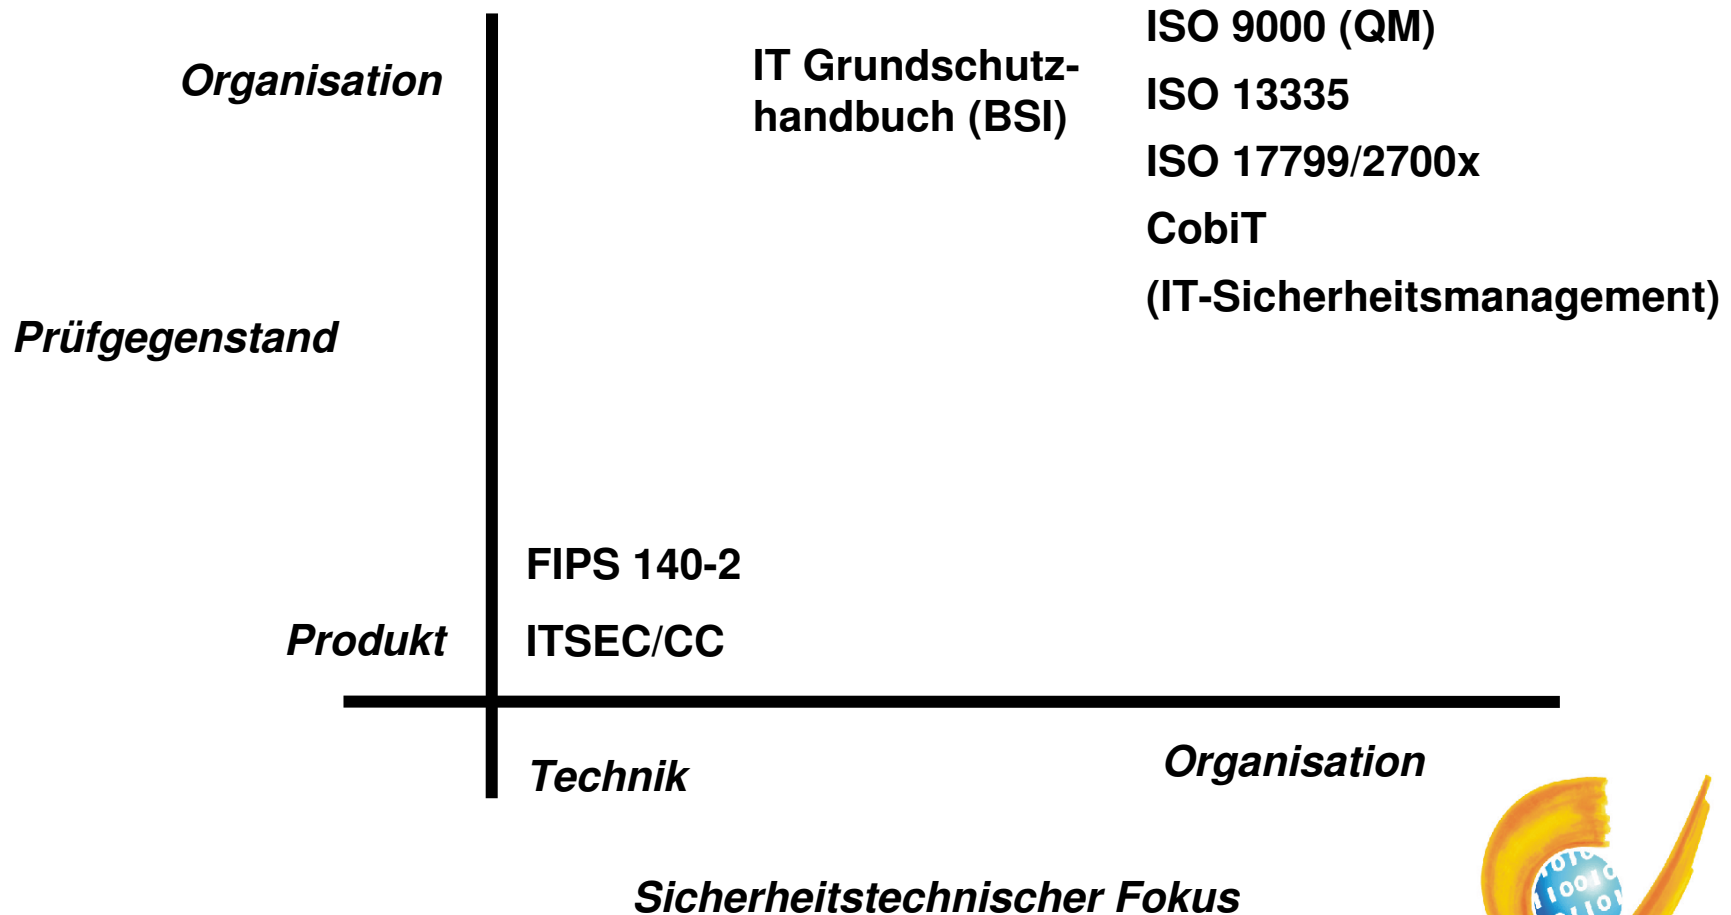 ISO 9000 (QM)
Organisation
IT Grundschutz-
handbuch (BSI)
ISO 13335
ISO 17799/2700x
CobiT
(IT-Sicherheitsmanagement)
Prüfgegenstand
FIPS 140-2
Produkt
ITSEC/CC
Technik
Organisation
Sicherheitstechnischer Fokus